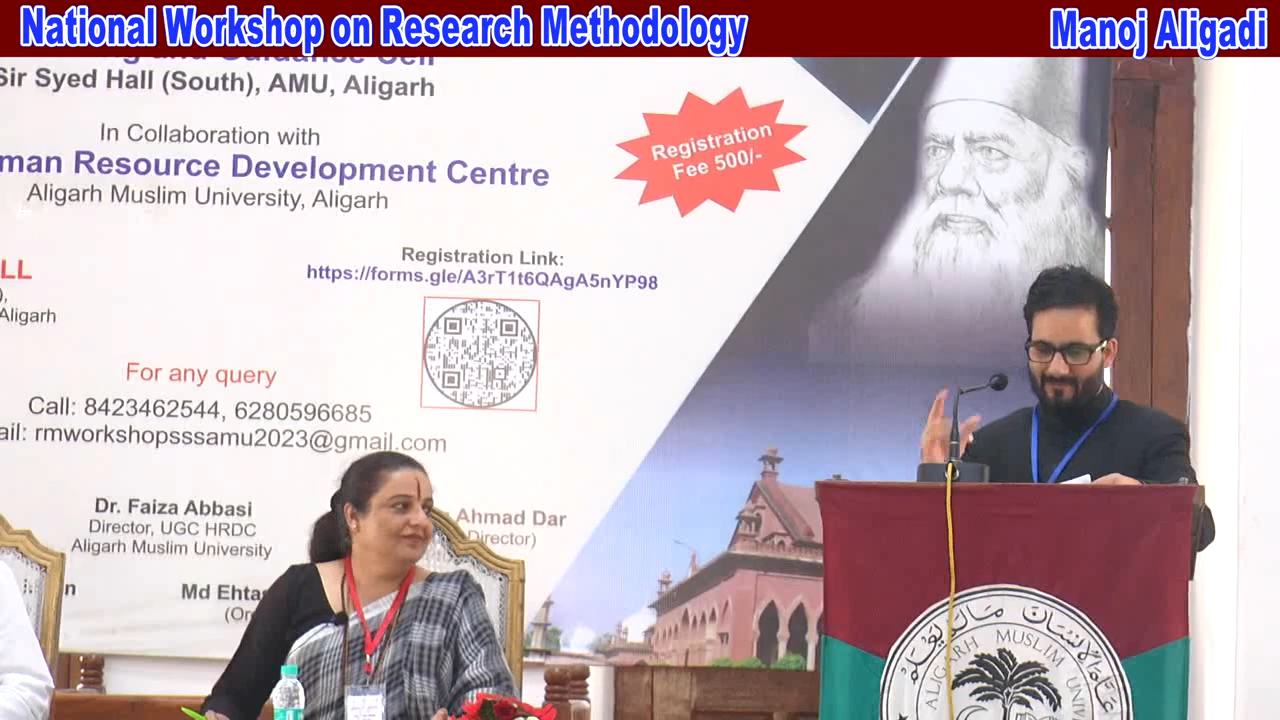 National Workshop on Research Methodology
Manoj Aligadi
Sir Syed Hall (South), AMU, Aligarh
In Collaboration with
man Resource Development Centre
Aligarh Muslim University, Aligarh
Registration
Fee 500/-
Registration Link:
https://forms.gle/A3rT1t6QAgA5nYP98
LL
Aligarh
For any query
Call: 8423462544, 6280596685
ail: rmworkshopsssamu2023@gmail.com
Dr. Faiza Abbasi
Director, UGC HRDC
Aligarh Muslim University
Ahmad Dar
Director)
n
Md Ehta
(Or
ALIGARH MUSLIM UNIV